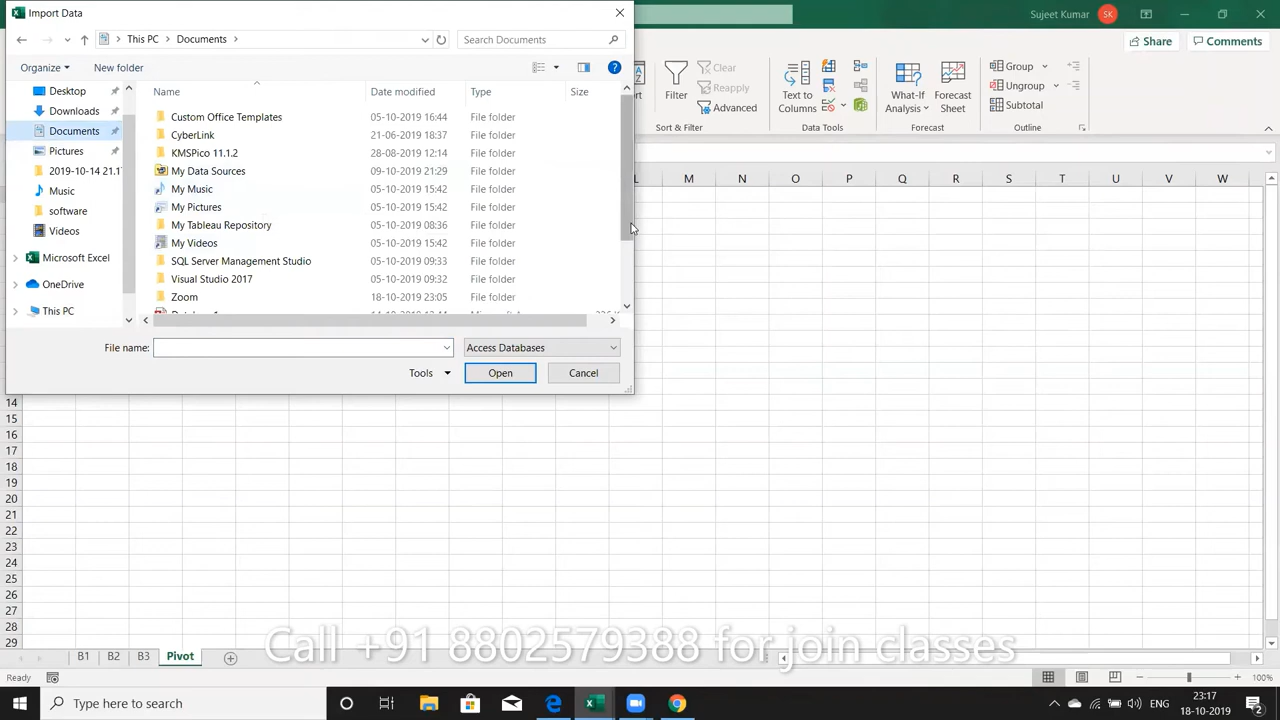 Import Data
Sujeet Kumar SK
This PC > Documents >
Search Documents
Share
Comments
Organize
New folder
Filter
Clear
Reapply
Advanced
Sort & Filter
Text to
Columns
Data Tools
What-If
Analysis
Forecast
Sheet
Forecast
Group
Ungroup
Subtotal
Outline
Desktop
Downloads
Documents
Pictures
2019-10-14 21.1
Music
software
Videos
Microsoft Excel
OneDrive
This PC
Name Date modified Type Size
Custom Office Templates 05-10-2019 16:44 File folder
CyberLink 21-06-2019 18:37 File folder
KMSPico 11.1.2 28-08-2019 12:14 File folder
My Data Sources 09-10-2019 21:29 File folder
My Music 05-10-2019 15:42 File folder
My Pictures 05-10-2019 15:42 File folder
My Tableau Repository 05-10-2019 08:36 File folder
My Videos 05-10-2019 15:42 File folder
SQL Server Management Studio 05-10-2019 09:33 File folder
Visual Studio 2017 05-10-2019 09:32 File folder
Zoom 18-10-2019 23:05 File folder
File name:
Access Databases
Tools
Open
Cancel
L M N O P Q R S T U V W
14
15
16
17
18
19
20
21
22
23
24
25
26
27
28
29
Call +91 8802579388 for join classes
B1 B2 B3 Pivot
Ready
100%
Type here to search
23:17
18-10-2019
2